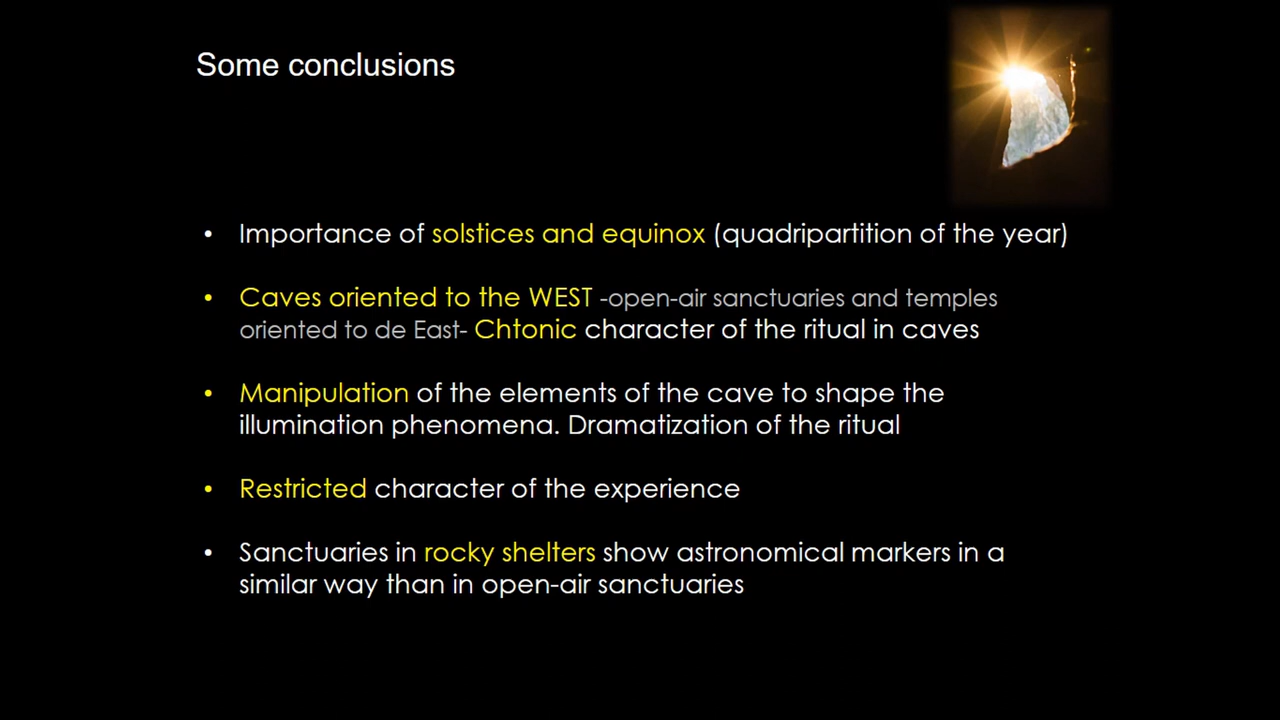 Some conclusions
• Importance of solstices and equinox (quadripartition of the year)
• Caves oriented to the WEST -open-air sanctuaries and temples
oriented to de East- Chtonic character of the ritual in caves
• Manipulation of the elements of the cave to shape the
illumination phenomena. Dramatization of the ritual
• Restricted character of the experience
• Sanctuaries in rocky shelters show astronomical markers in a
similar way than in open-air sanctuaries